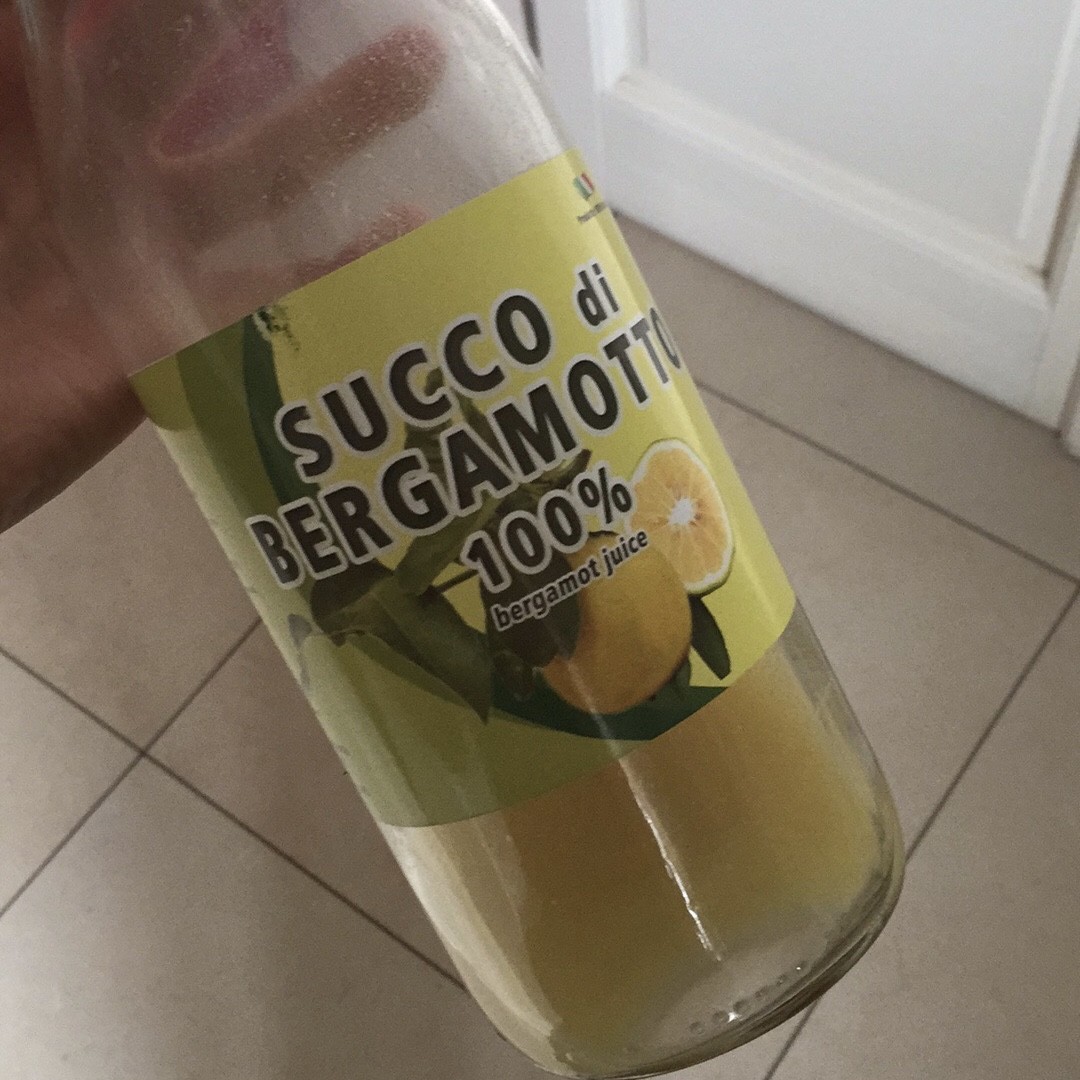 SUCCO di
BERGAMOTTO
100%
bergamot juice